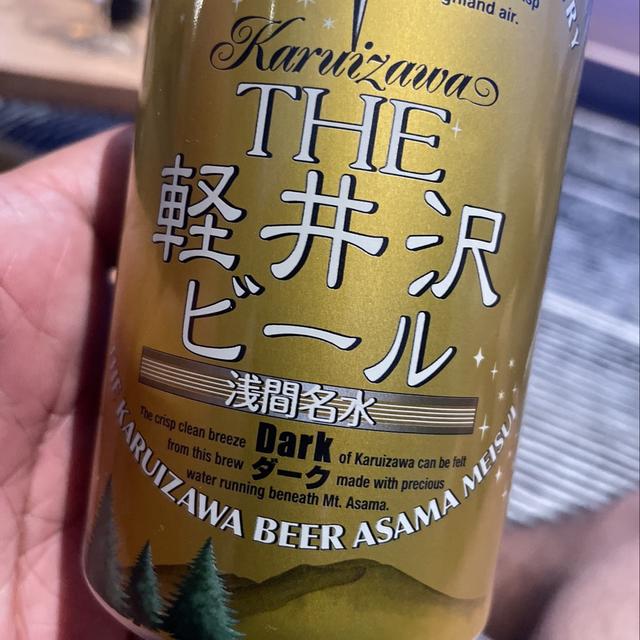 ghland air.
Karuizawa
THE
軽井沢
ビール
浅間名水
The crisp clean breeze Dark of Karuizawa can be felt
from this brew ダーク made with precious
water running beneath Mt. Asama.
THE KARUIZAWA BEER ASAMA MEISUI